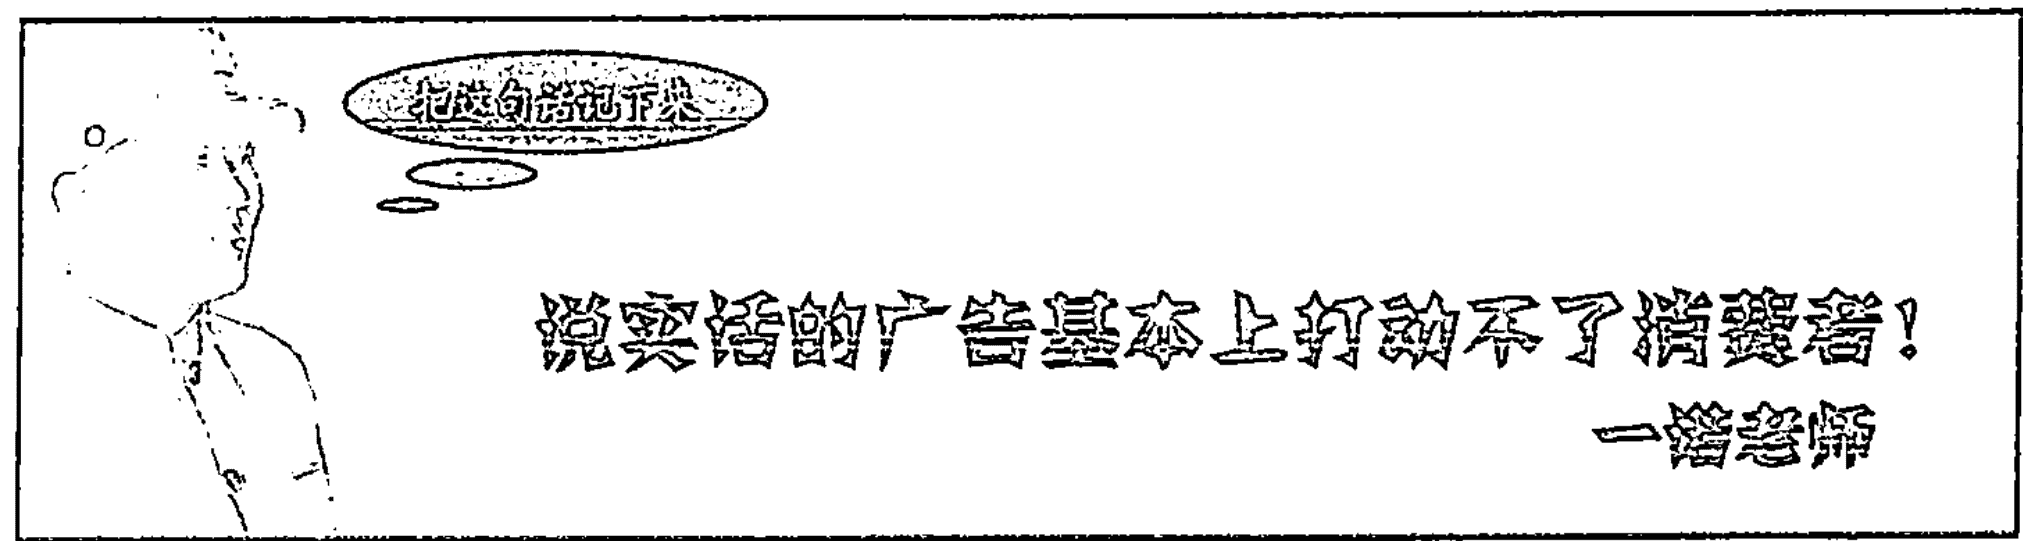 把这句话记下来
说实话的广告基本上打动不了消费者！
一诺老师